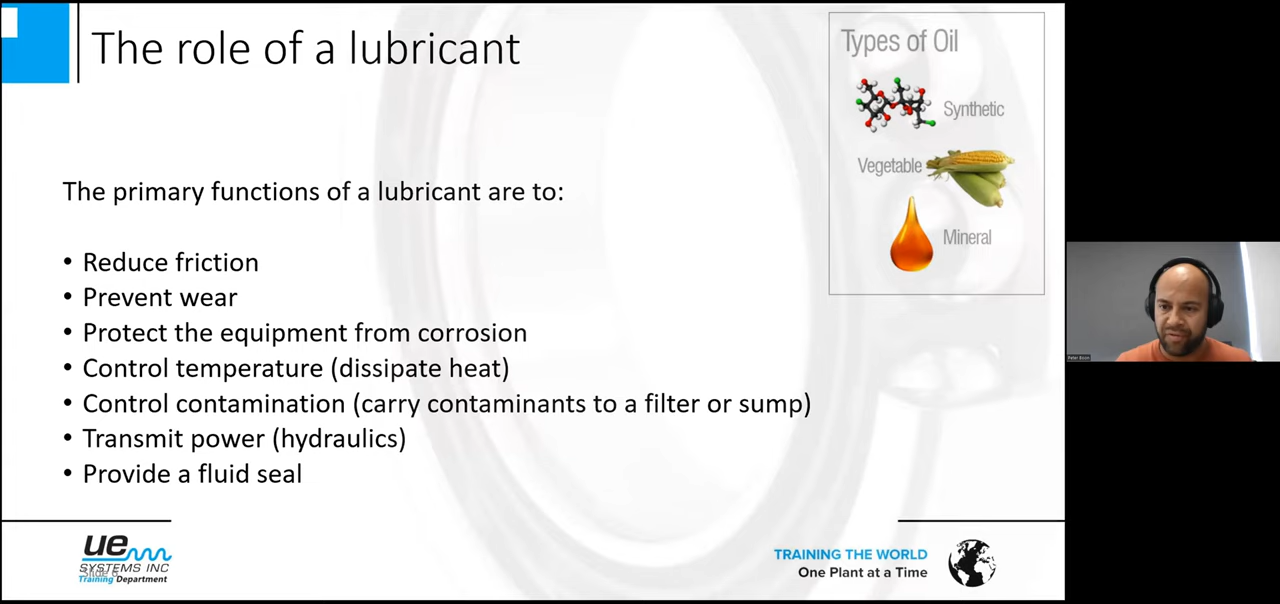 The role of a lubricant
Types of Oil
Synthetic
Vegetable
Mineral
The primary functions of a lubricant are to:
• Reduce friction
• Prevent wear
• Protect the equipment from corrosion
• Control temperature (dissipate heat)
• Control contamination (carry contaminants to a filter or sump)
• Transmit power (hydraulics)
• Provide a fluid seal
ue
SYSTEMS INC
Training Department
TRAINING THE WORLD
One Plant at a Time